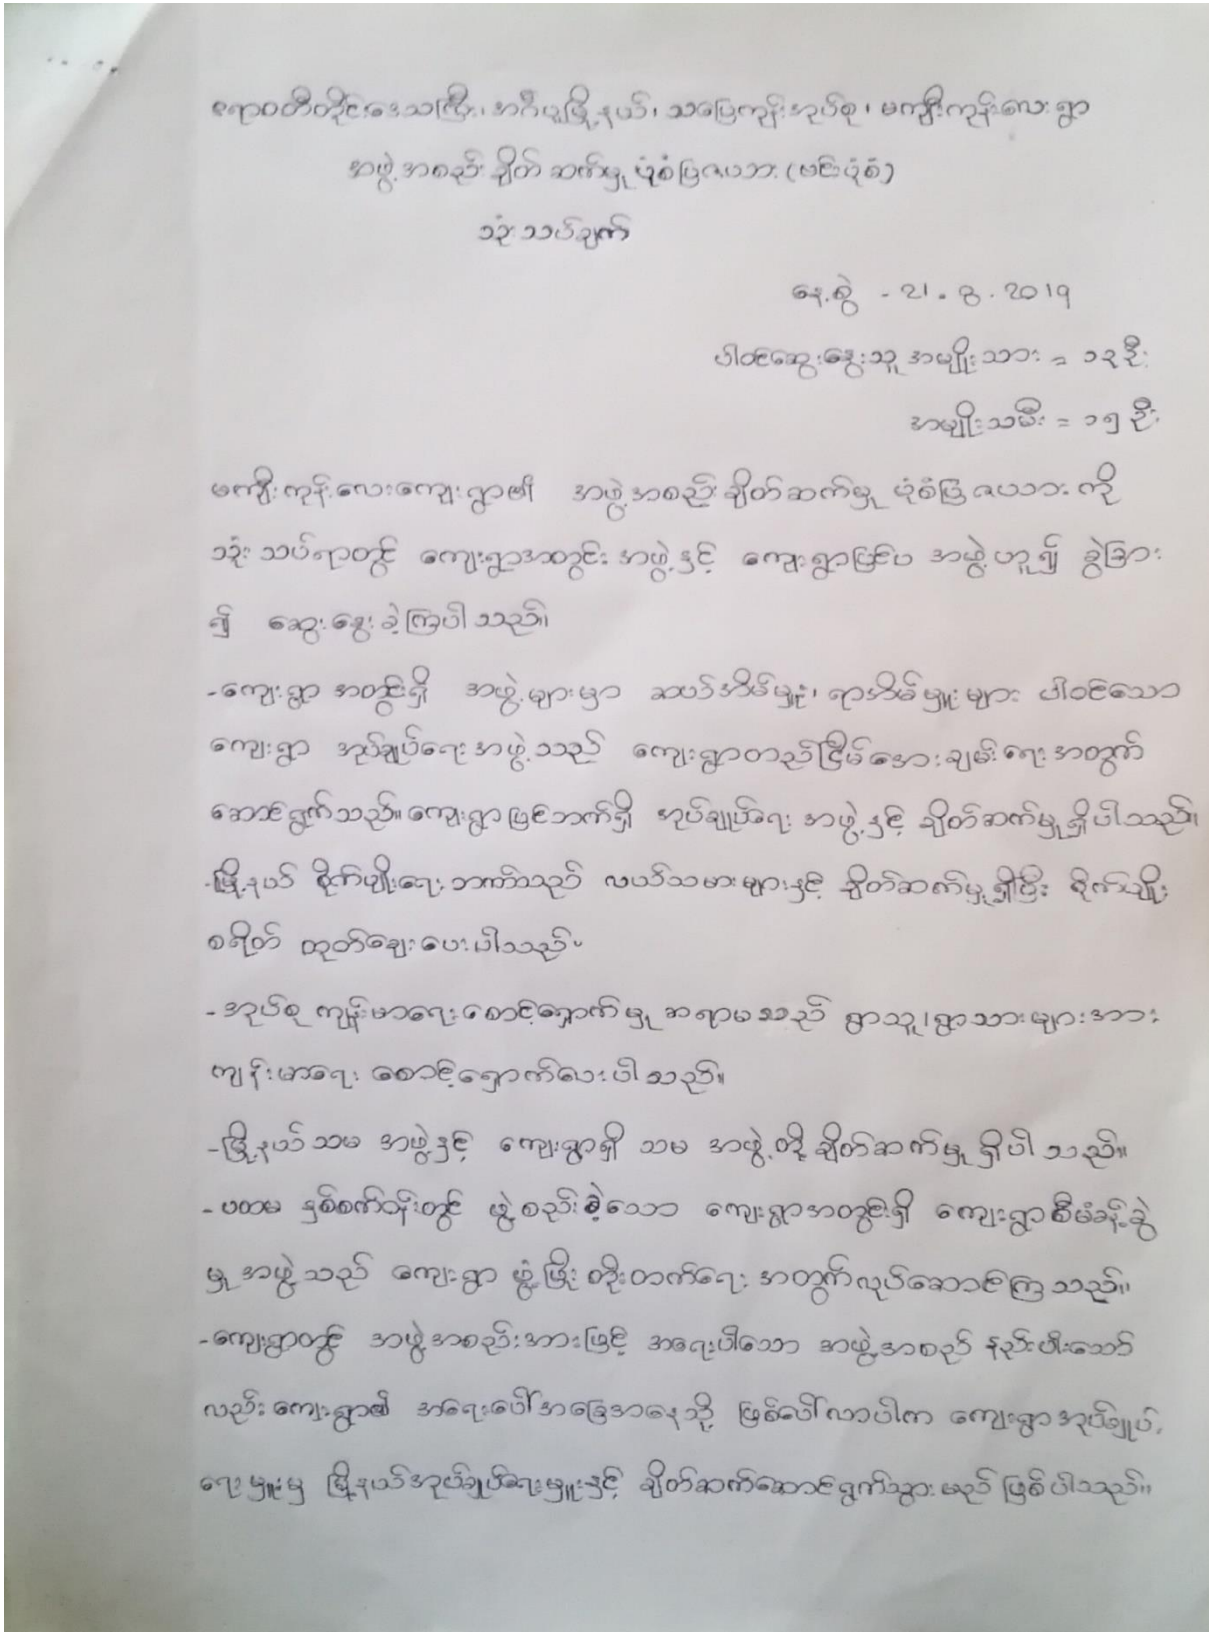 ဧရာဝတီတိုင်းဒေသကြီး၊ အင်္ဂပူမြို့နယ်၊ သပြေကုန်းအုပ်စု၊ မကျီးကုန်းလေးရွာ
အဖွဲ့အစည်း ချိတ်ဆက်မှု ပုံစံပြဇယား (ဗင်းပုံစံ)
သုံးသပ်ချက်
နေ့စွဲ - 21.8.2019
ပါဝင်ဆွေးနွေးသူ အမျိုးသား = ၁၃ ဦး
အမျိုးသမီး = ၁၅ ဦး
မကျီးကုန်းလေးကျေးရွာ၏ အဖွဲ့အစည်းချိတ်ဆက်မှု ပုံစံပြဇယားကို
သုံးသပ်ရာတွင် ကျေးရွာအတွင်းအဖွဲ့နှင့် ကျေးရွာပြင်ပ အဖွဲ့ဟူ၍ ခွဲခြား
၍ ဆွေးနွေးခဲ့ကြပါသည်။
- ကျေးရွာ အတွင်းရှိ အဖွဲ့များမှာ ဆယ်အိမ်မှူး၊ ရာအိမ်မှူးများ ပါဝင်သော
ကျေးရွာ အုပ်ချုပ်ရေးအဖွဲ့သည် ကျေးရွာတည်ငြိမ်အေးချမ်းရေးအတွက်
ဆောင်ရွက်သည်။ ကျေးရွာပြင်ဘက်ရှိ အုပ်ချုပ်ရေး အဖွဲ့နှင့် ချိတ်ဆက်မှုရှိပါသည်။
- မြို့နယ် စိုက်ပျိုးရေးဘဏ်သည် လယ်သမားများနှင့် ချိတ်ဆက်မှုရှိပြီး စိုက်ပျိုး
စရိတ် ထုတ်ချေးပေးပါသည်။
- အုပ်စု ကျန်းမာရေးစောင့်ရှောက်မှု ဆရာမသည် ရွာသူ၊ ရွာသားများအား
ကျန်းမာရေး စောင့်ရှောက်ပေးပါသည်။
- မြို့နယ်သမ အဖွဲ့နှင့် ကျေးရွာရှိ သမ အဖွဲ့တို့ ချိတ်ဆက်မှု ရှိပါသည်။
- ပထမ နှစ်စက်ဝန်းတွင် ဖွဲ့စည်းခဲ့သော ကျေးရွာအတွင်းရှိ ကျေးရွာစီမံခန့်ခွဲ
မှုအဖွဲ့သည် ကျေးရွာ ဖွံ့ဖြိုးတိုးတက်ရေး အတွက်လုပ်ဆောင်ကြသည်။
- ကျေးရွာတွင် အဖွဲ့အစည်းအားဖြင့် အရေးပါသော အဖွဲ့အစည် နည်းပါးသော်
လည်း ကျေးရွာ၏ အရေးပေါ်အခြေအနေသို့ ဖြစ်ပေါ်လာပါက ကျေးရွာအုပ်ချုပ်
ရေးမှူးမှ မြို့နယ်အုပ်ချုပ်ရေးမှူးနှင့် ချိတ်ဆက်ဆောင်ရွက်သွားမည် ဖြစ်ပါသည်။